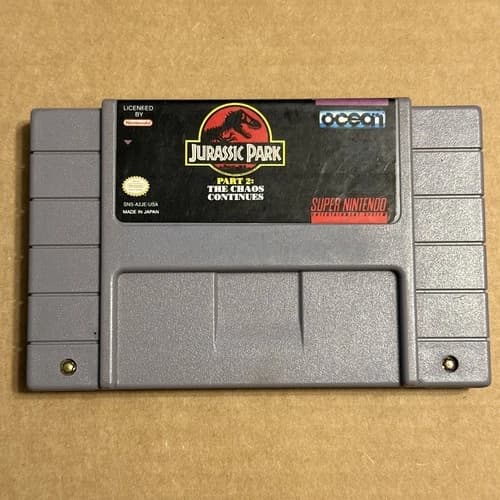 LICENSED
BY
Nintendo
ocean
JURASSIC PARK
PART 2:
THE CHAOS
CONTINUES
SNS-A2JE-USA
MADE IN JAPAN
SUPER NINTENDO
ENTERTAINMENT SYSTEM